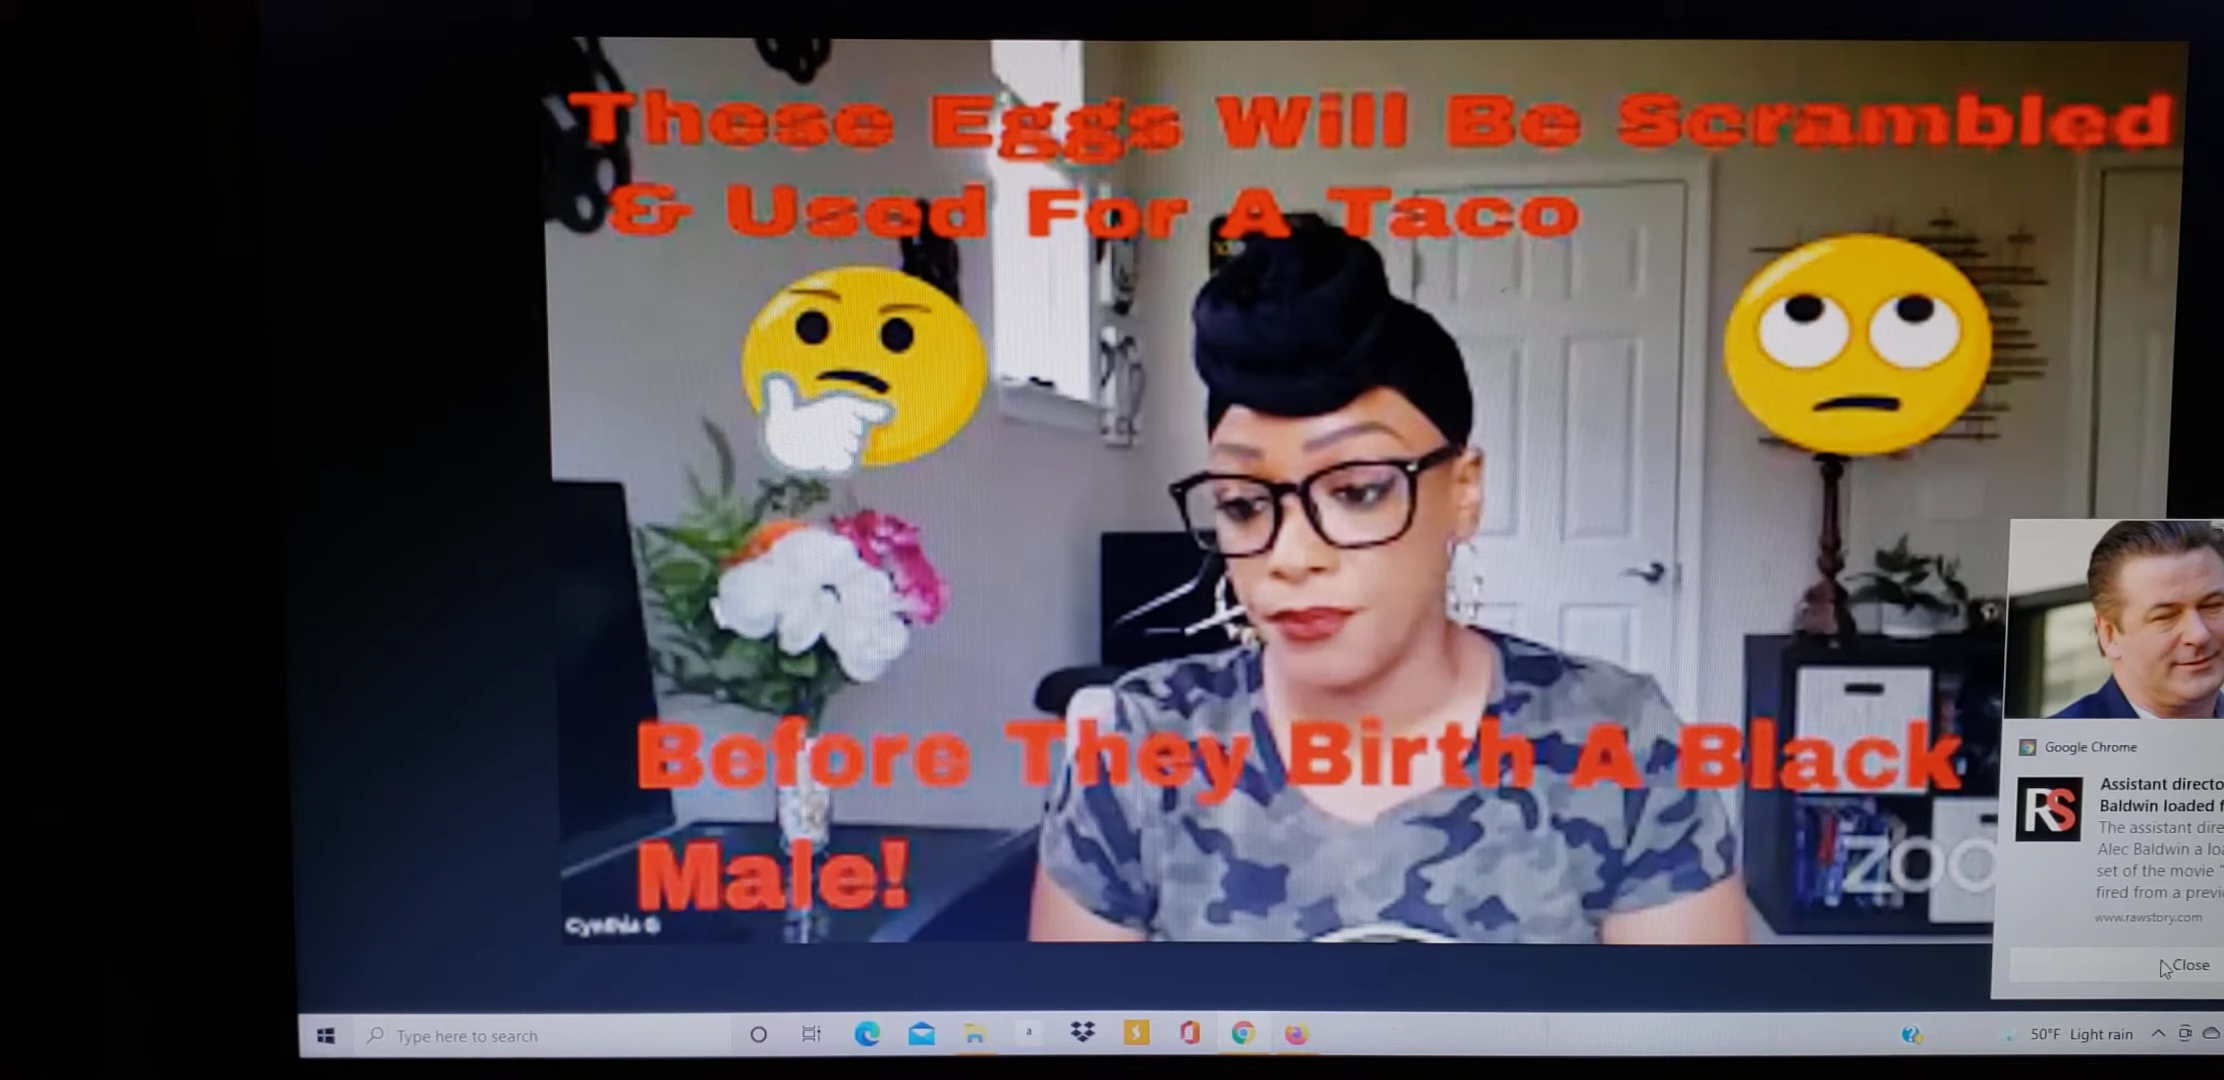 These Eggs Will Be Scrambled
& Used For A Taco
Before They Birth A Black
Male!
Cynthia G
zoo
Google Chrome
RS
Assistant directo
Baldwin loaded f
The assistant dire
Alec Baldwin a loa
set of the movie "
fired from a previ
www.rawstory.com
Close
Type here to search
a
50°F Light rain